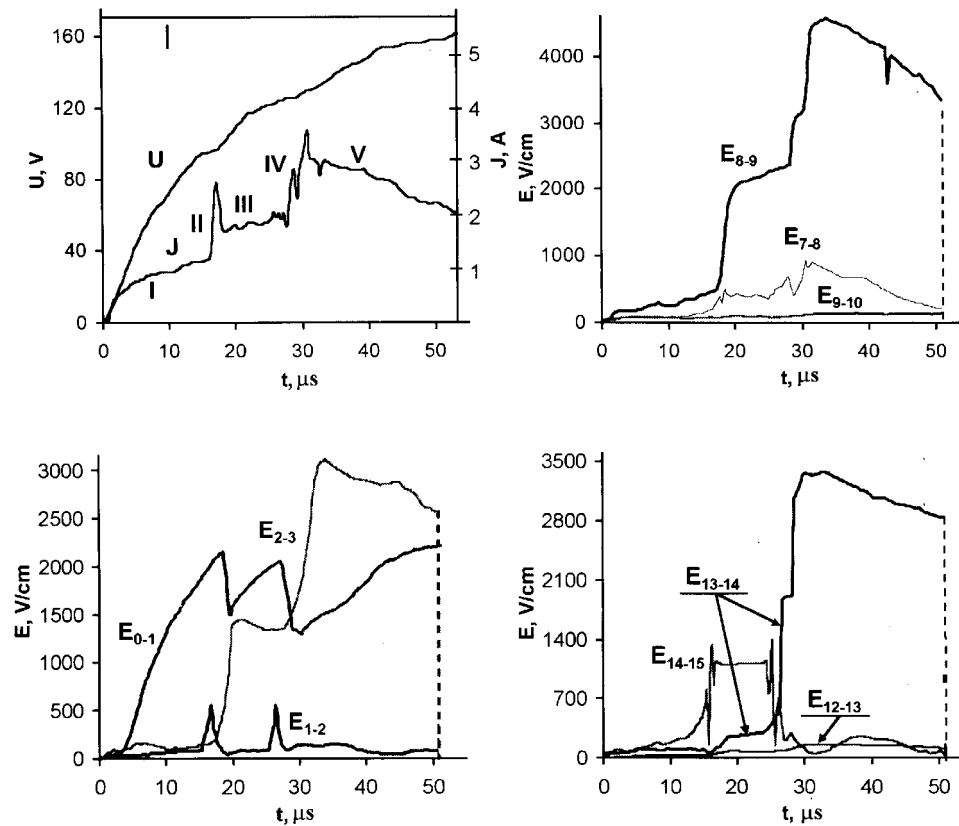 160
120
80
40
0
U, V
I
U
J
I
II
III
IV
V
5
4
3
2
1
J, A
0 10 20 30 40 50
t, μs
4000
3000
2000
1000
0
E, V/cm
E8-9
E7-8
E9-10
0 10 20 30 40 50
t, μs
3000
2500
2000
1500
1000
500
0
E, V/cm
E0-1
E2-3
E1-2
0 10 20 30 40 50
t, μs
3500
2800
2100
1400
700
0
E, V/cm
E13-14
E14-15
E12-13
0 10 20 30 40 50
t, μs